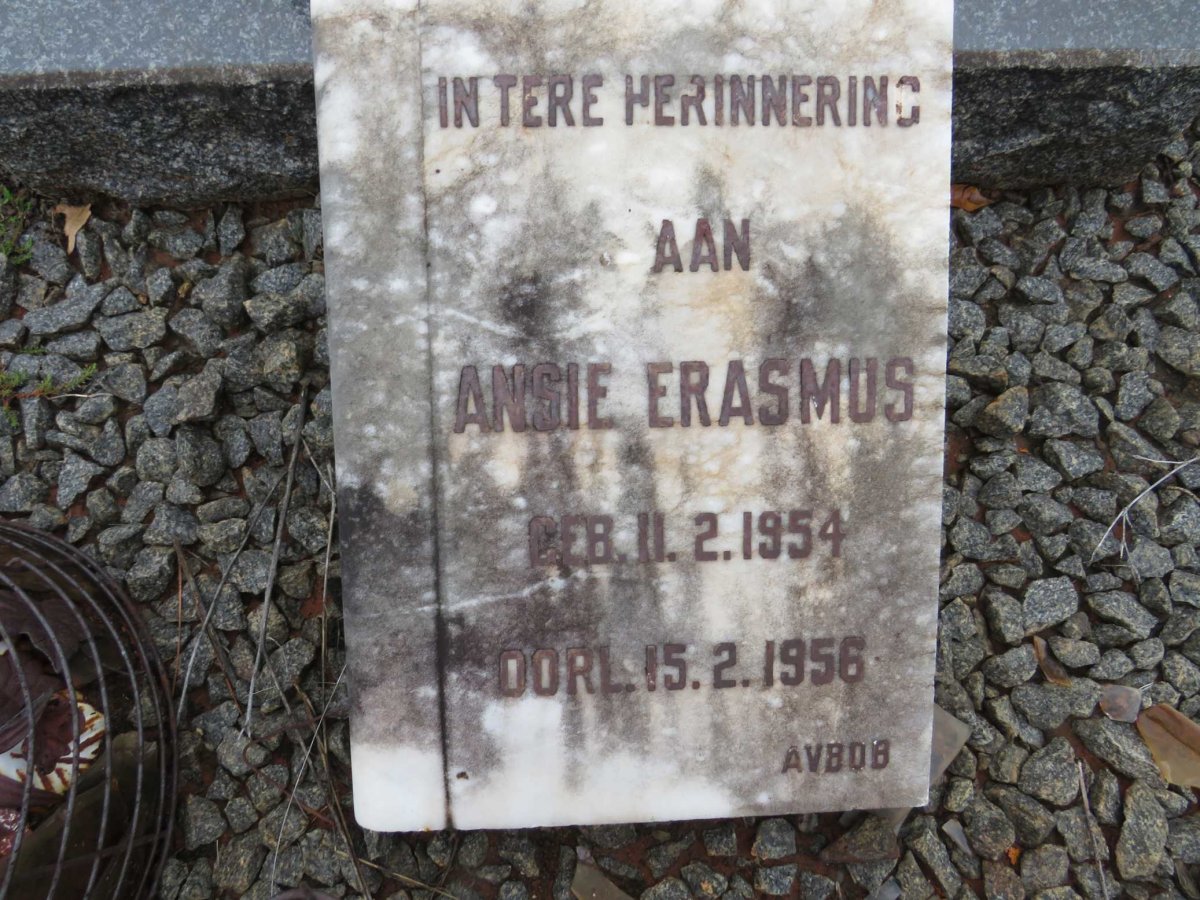 IN TERE HERINNERING
AAN
ANSIE ERASMUS
GEB. 11. 2. 1954
OORL. 15. 2. 1956
AVBOB